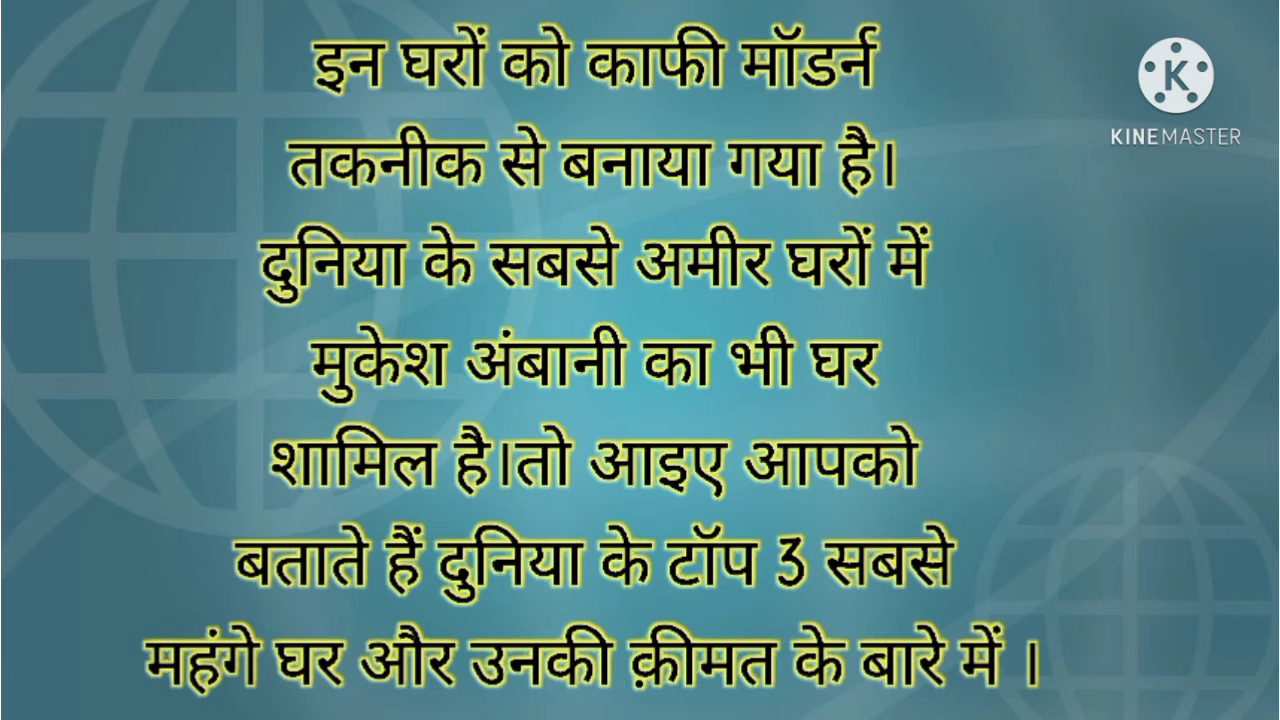 इन घरों को काफी मॉडर्न
तकनीक से बनाया गया है।
दुनिया के सबसे अमीर घरों में
मुकेश अंबानी का भी घर
शामिल है।तो आइए आपको
बताते हैं दुनिया के टॉप 3 सबसे
महंगे घर और उनकी क़ीमत के बारे में ।
K
KINEMASTER